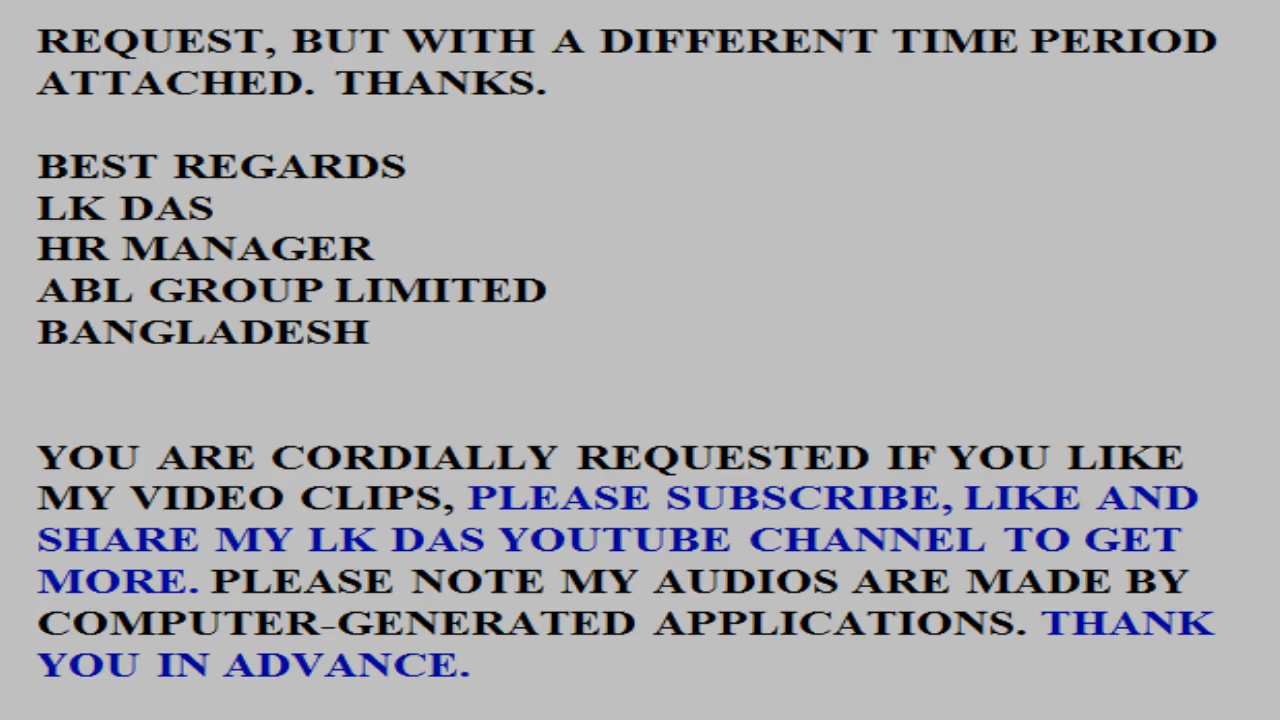 REQUEST, BUT WITH A DIFFERENT TIME PERIOD
ATTACHED. THANKS.
BEST REGARDS
LK DAS
HR MANAGER
ABL GROUP LIMITED
BANGLADESH
YOU ARE CORDIALLY REQUESTED IF YOU LIKE
MY VIDEO CLIPS, PLEASE SUBSCRIBE, LIKE AND
SHARE MY LK DAS YOUTUBE CHANNEL TO GET
MORE. PLEASE NOTE MY AUDIOS ARE MADE BY
COMPUTER-GENERATED APPLICATIONS. THANK
YOU IN ADVANCE.